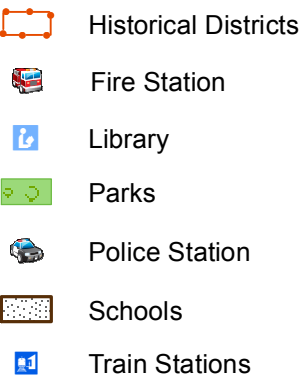 Historical Districts
Fire Station
Library
Parks
Police Station
Schools
Train Stations